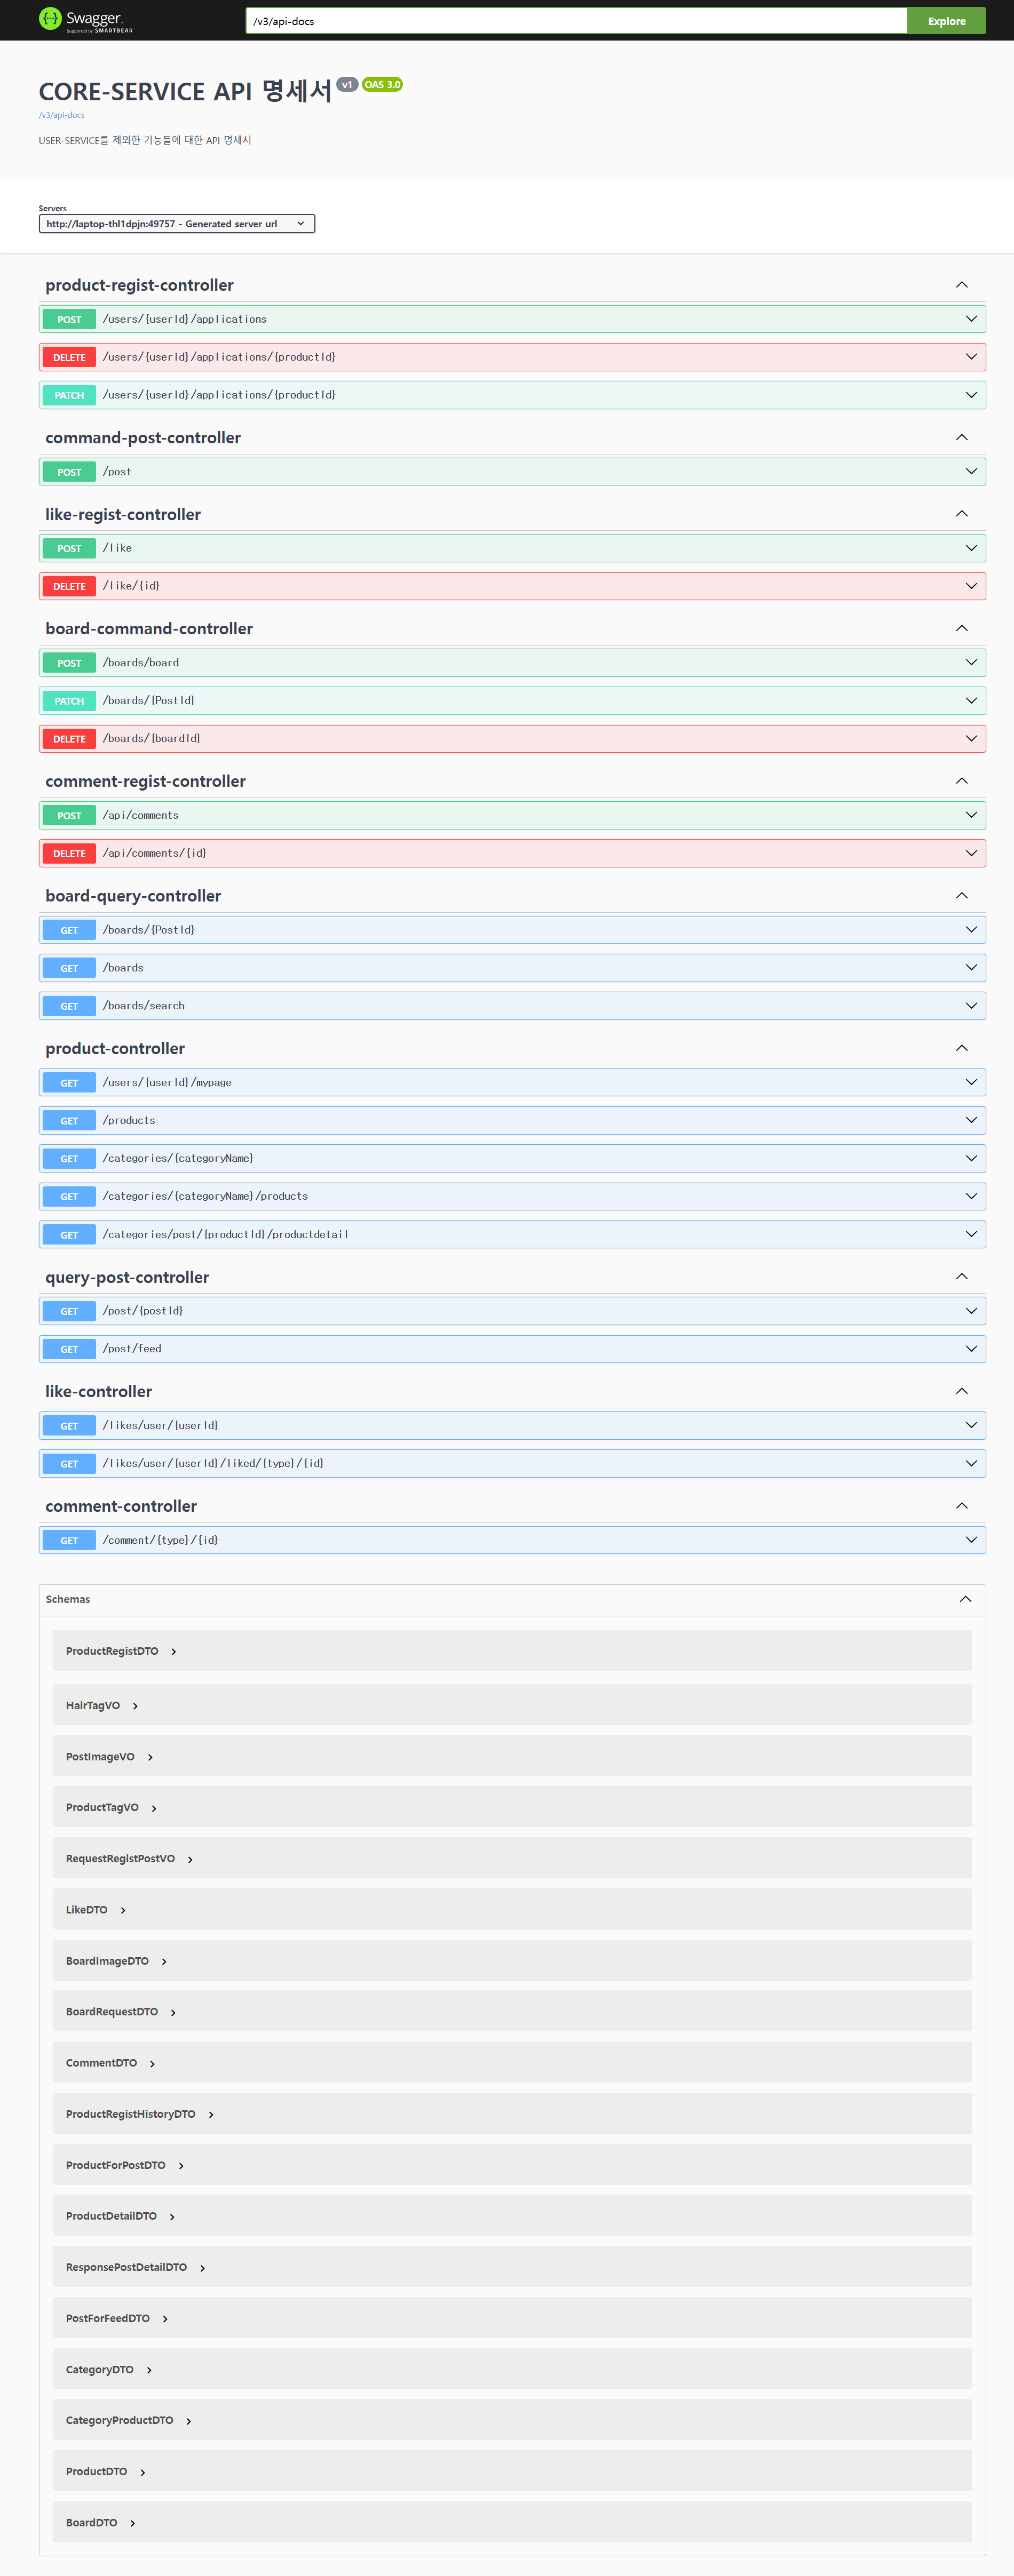 Swagger.
Supported by SMARTBEAR
/v3/api-docs
Explore
CORE-SERVICE API 명세서 v1 OAS 3.0
/v3/api-docs
USER-SERVICE를 제외한 기능들에 대한 API 명세서
Servers
http://laptop-thl1dpjn:49757 - Generated server url
product-regist-controller
POST /users/{userId}/applications
DELETE /users/{userId}/applications/{productId}
PATCH /users/{userId}/applications/{productId}
command-post-controller
POST /post
like-regist-controller
POST /like
DELETE /like/{id}
board-command-controller
POST /boards/board
PATCH /boards/{PostId}
DELETE /boards/{boardId}
comment-regist-controller
POST /api/comments
DELETE /api/comments/{id}
board-query-controller
GET /boards/{PostId}
GET /boards
GET /boards/search
product-controller
GET /users/{userId}/mypage
GET /products
GET /categories/{categoryName}
GET /categories/{categoryName}/products
GET /categories/post/{productId}/productdetail
query-post-controller
GET /post/{postId}
GET /post/feed
like-controller
GET /likes/user/{userId}
GET /likes/user/{userId}/liked/{type}/{id}
comment-controller
GET /comment/{type}/{id}
Schemas
ProductRegistDTO
HairTagVO
PostImageVO
ProductTagVO
RequestRegistPostVO
LikeDTO
BoardImageDTO
BoardRequestDTO
CommentDTO
ProductRegistHistoryDTO
ProductForPostDTO
ProductDetailDTO
ResponsePostDetailDTO
PostForFeedDTO
CategoryDTO
CategoryProductDTO
ProductDTO
BoardDTO